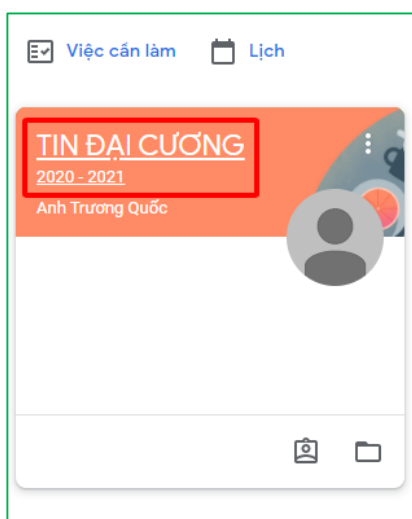 Việc cần làm Lịch
TIN ĐẠI CƯƠNG
2020 - 2021
Anh Trương Quốc